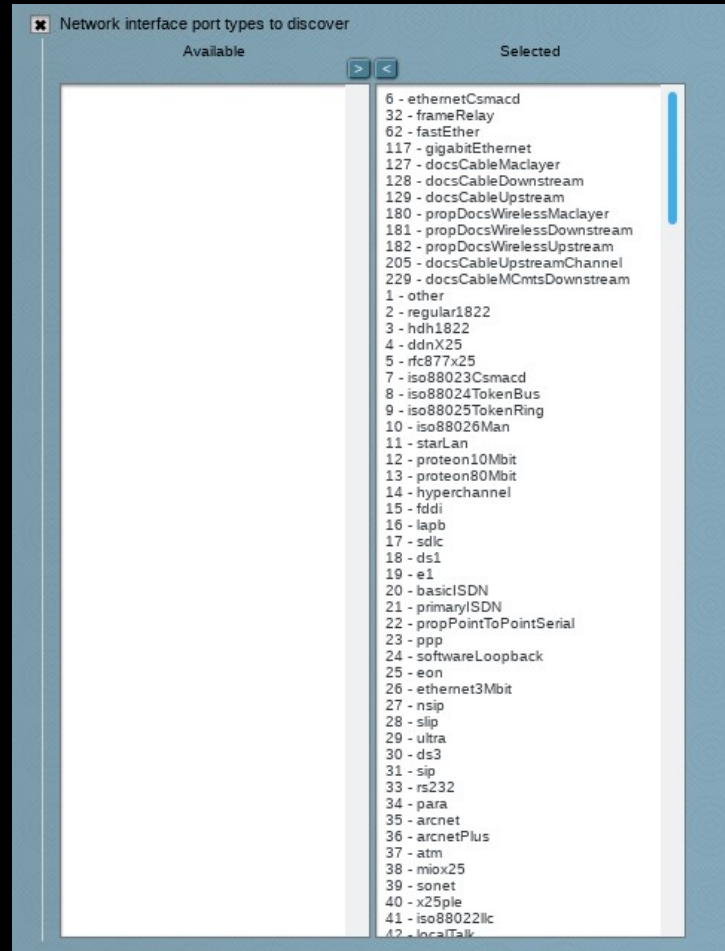 Network interface port types to discover
Available
Selected
>
<
6 - ethernetCsmacd
32 - frameRelay
62 - fastEther
117 - gigabitEthernet
127 - docsCableMaclayer
128 - docsCableDownstream
129 - docsCableUpstream
180 - propDocsWirelessMaclayer
181 - propDocsWirelessDownstream
182 - propDocsWirelessUpstream
205 - docsCableUpstreamChannel
229 - docsCableMCmtsDownstream
1 - other
2 - regular1822
3 - hdh1822
4 - ddnX25
5 - rfc877x25
7 - iso88023Csmacd
8 - iso88024TokenBus
9 - iso88025TokenRing
10 - iso88026Man
11 - starLan
12 - proteon10Mbit
13 - proteon80Mbit
14 - hyperchannel
15 - fddi
16 - lapb
17 - sdlc
18 - ds1
19 - e1
20 - basicISDN
21 - primaryISDN
22 - propPointToPointSerial
23 - ppp
24 - softwareLoopback
25 - eon
26 - ethernet3Mbit
27 - nsip
28 - slip
29 - ultra
30 - ds3
31 - sip
33 - rs232
34 - para
35 - arcnet
36 - arcnetPlus
37 - atm
38 - miox25
39 - sonet
40 - x25ple
41 - iso88022llc
42 - localTalk